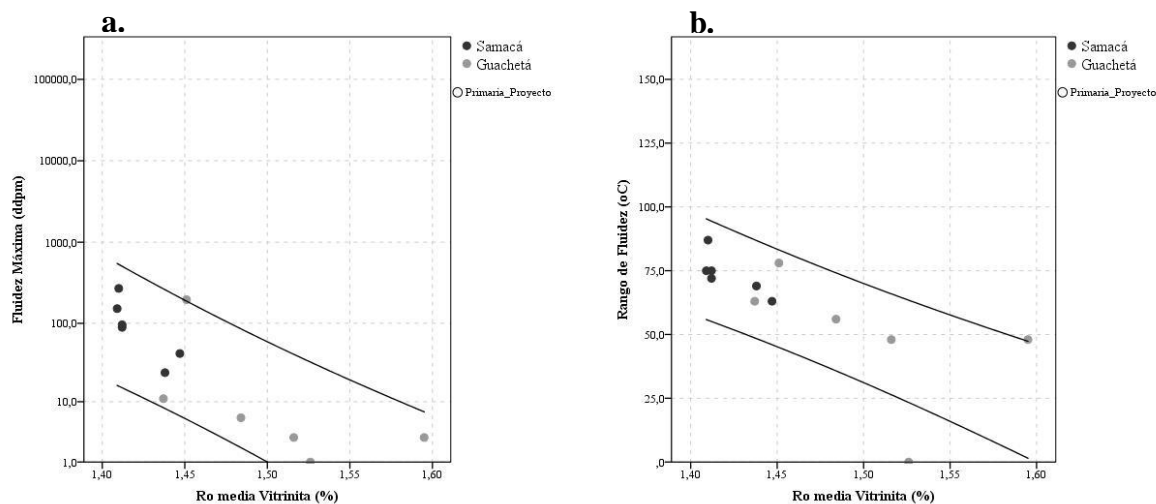 a.
Samacá
Guachetá
Primaria_Proyecto
Fluidez Máxima (ddpm)
100000,0
10000,0
1000,0
100,0
10,0
1,0
1,40
1,45
1,50
1,55
1,60
Ro media Vitrinita (%)
b.
Samacá
Guachetá
Primaria_Proyecto
Rango de Fluidez (oC)
150,0
125,0
100,0
75,0
50,0
25,0
,0
1,40
1,45
1,50
1,55
1,60
Ro media Vitrinita (%)